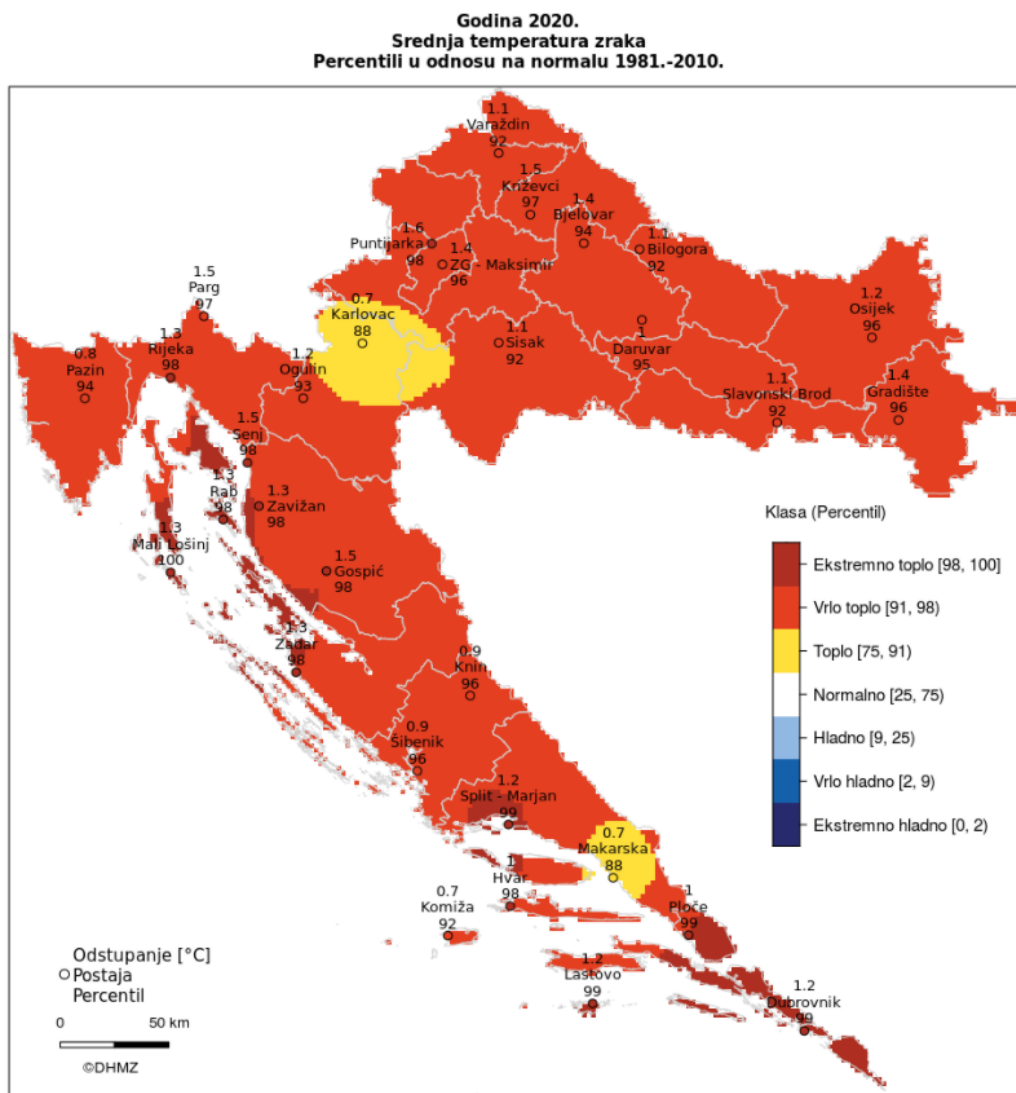 Godina 2020.
Srednja temperatura zraka
Percentili u odnosu na normalu 1981.-2010.
1.1
Varaždin
92
1.5
Križevci
97
1.4
Bjelovar
94
1.6
Puntijarka
98
1.4
ZG - Maksimir
96
1.1
Bilogora
92
1.5
Parg
97
0.7
Karlovac
88
1.1
Sisak
92
1
Daruvar
95
1.2
Osijek
96
0.8
Pazin
94
1.3
Rijeka
98
1.2
Ogulin
93
1.1
Slavonski Brod
92
1.4
Gradište
96
1.5
Senj
98
1.3
Rab
98
1.3
Zavižan
98
1.3
Mali Lošinj
100
1.5
Gospić
98
1.3
Zadar
98
0.9
Knin
96
0.9
Šibenik
96
1.2
Split - Marjan
99
0.7
Makarska
88
1
Hvar
98
0.7
Komiža
92
1
Ploče
99
1.2
Lastovo
99
1.2
Dubrovnik
99
Klasa (Percentil)
Ekstremno toplo [98, 100]
Vrlo toplo [91, 98)
Toplo [75, 91)
Normalno [25, 75)
Hladno [9, 25)
Vrlo hladno [2, 9)
Ekstremno hladno [0, 2)
Odstupanje [°C]
Postaja
Percentil
0 50 km
©DHMZ